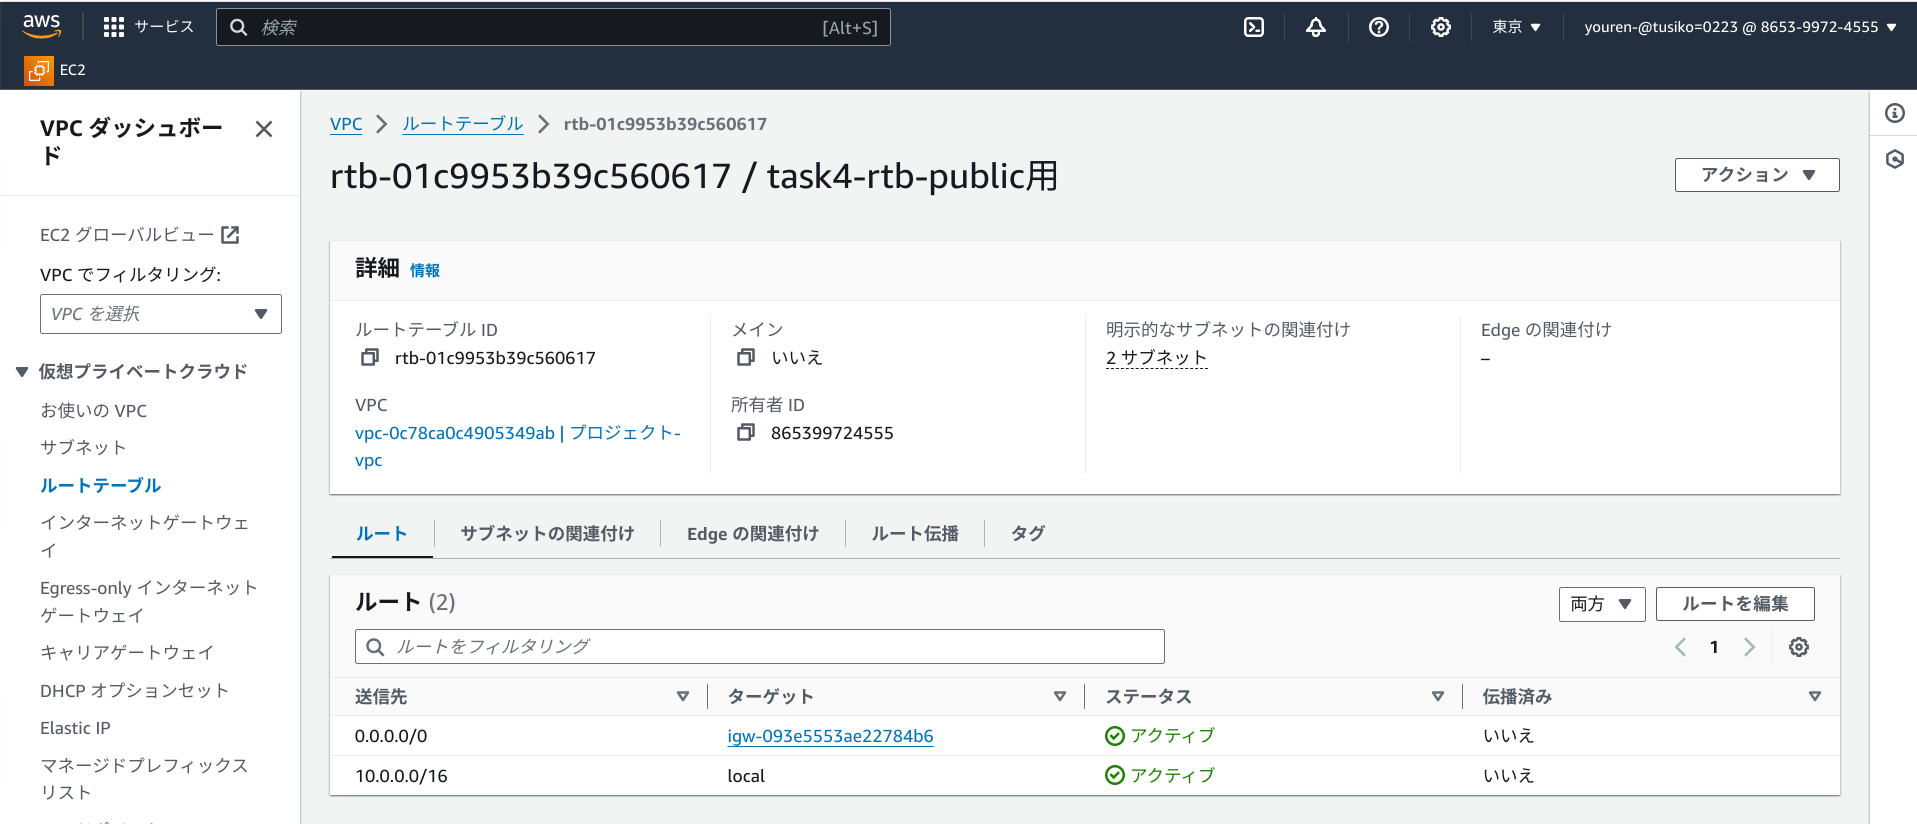 aws
サービス
検索
[Alt+S]
東京
youren-@tusiko=0223 @ 8653-9972-4555
EC2
VPC ダッシュボー
ド
EC2 グローバルビュー
VPC でフィルタリング:
VPC を選択
仮想プライベートクラウド
お使いの VPC
サブネット
ルートテーブル
インターネットゲートウェ
イ
Egress-only インターネット
ゲートウェイ
キャリアゲートウェイ
DHCP オプションセット
Elastic IP
マネージドプレフィックス
リスト
VPC
ルートテーブル
rtb-01c9953b39c560617
rtb-01c9953b39c560617 / task4-rtb-public用
アクション
詳細 情報
ルートテーブル ID
rtb-01c9953b39c560617
メイン
いいえ
明示的なサブネットの関連付け
2 サブネット
Edge の関連付け
–
VPC
vpc-0c78ca0c4905349ab | プロジェクト-
vpc
所有者 ID
865399724555
ルート
サブネットの関連付け
Edge の関連付け
ルート伝播
タグ
ルート (2)
両方
ルートを編集
ルートをフィルタリング
1
送信先
ターゲット
ステータス
伝播済み
0.0.0.0/0
igw-093e5553ae22784b6
アクティブ
いいえ
10.0.0.0/16
local
アクティブ
いいえ